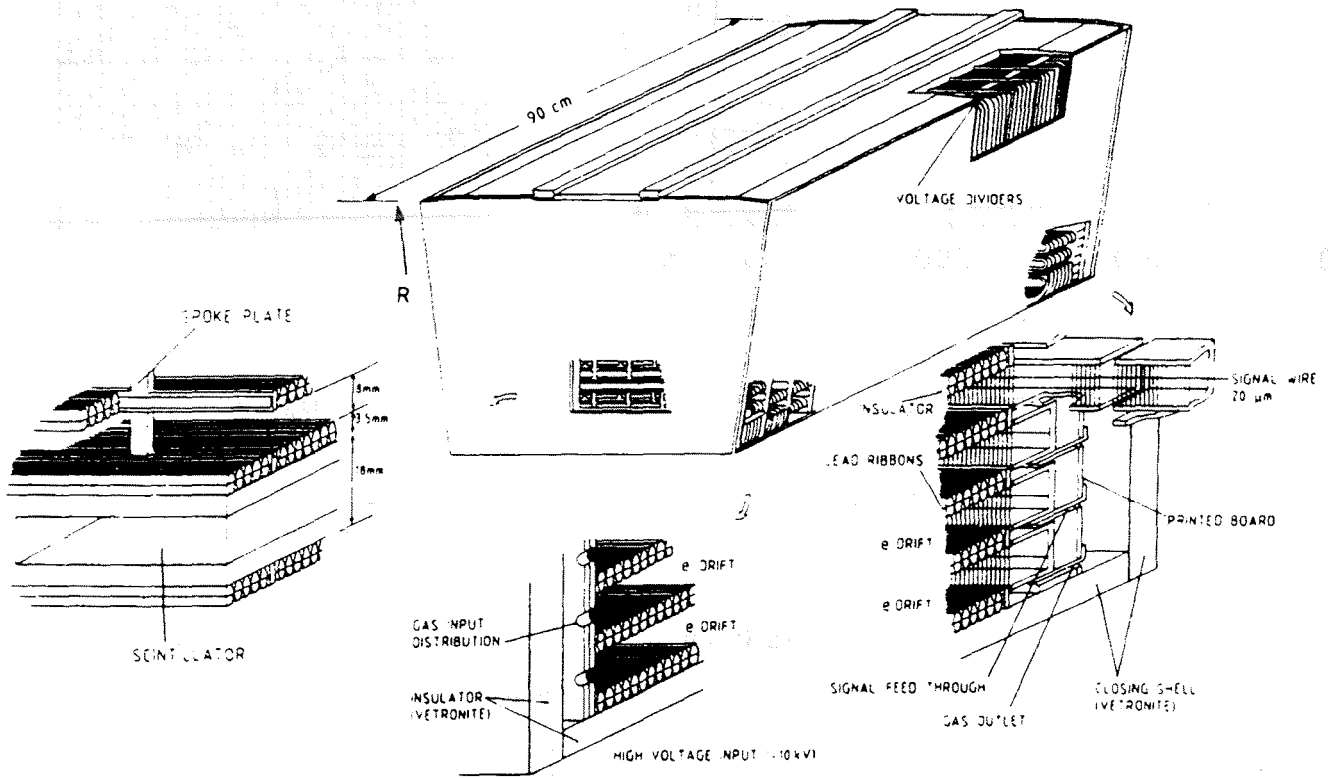 90 cm
VOLTAGE DIVIDERS
R
SPOKE PLATE
8mm
3.5mm
18mm
SCINTILLATOR
INSULATOR
LEAD RIBBONS
e DRIFT
e DRIFT
SIGNAL WIRE
20 µm
PRINTED BOARD
SIGNAL FEED THROUGH
GAS OUTLET
CLOSING SHELL
(VETRONITE)
e DRIFT
e DRIFT
GAS INPUT
DISTRIBUTION
INSULATOR
(VETRONITE)
HIGH VOLTAGE INPUT (-10kV)